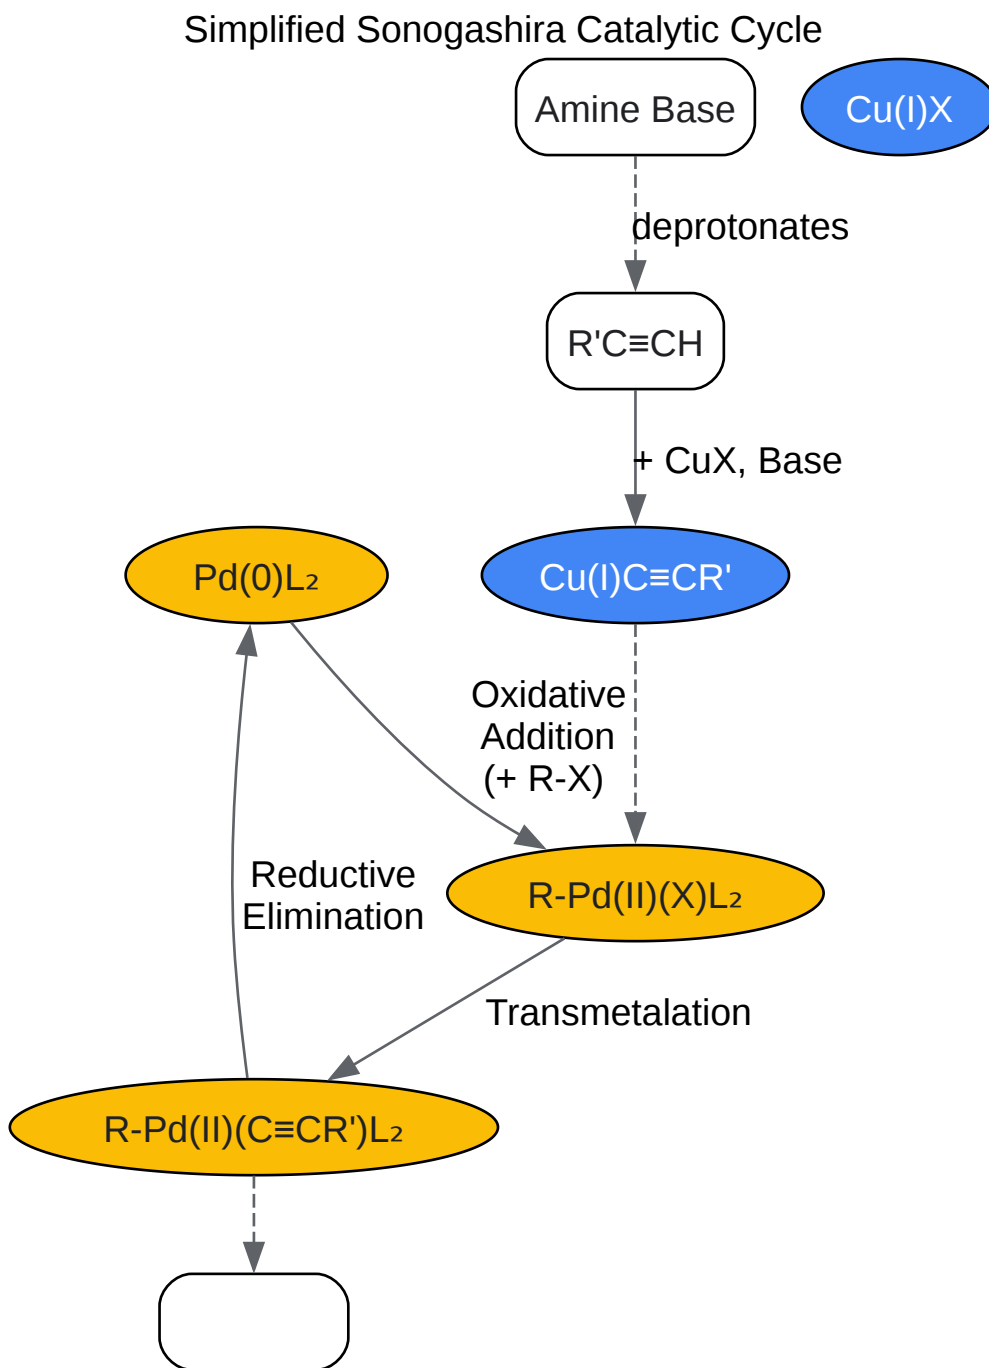 Simplified Sonogashira Catalytic Cycle
Amine Base
Cu(I)X
deprotonates
R'C≡CH
+ CuX, Base
Pd(0)L₂
Cu(I)C≡CR'
Oxidative
Addition
(+ R-X)
Reductive
Elimination
R-Pd(II)(X)L₂
Transmetalation
R-Pd(II)(C≡CR')L₂